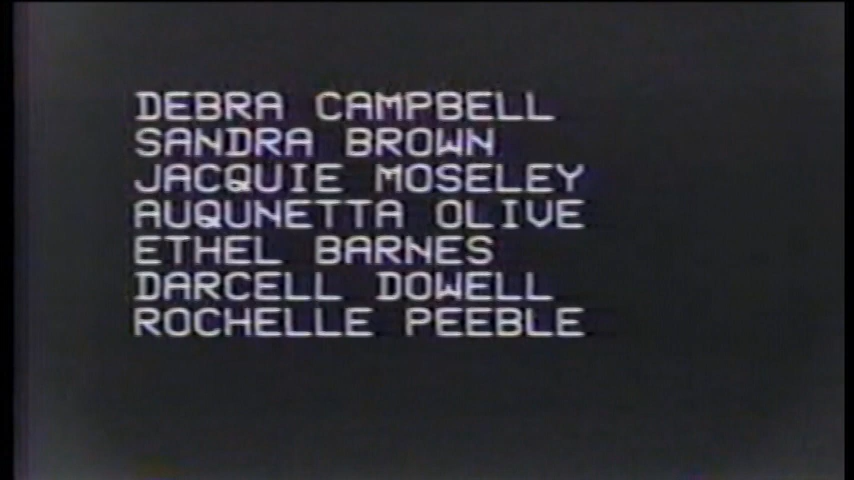 DEBRA CAMPBELL
SANDRA BROWN
JACQUIE MOSELEY
AUQUNETTA OLIVE
ETHEL BARNES
DARCELL DOWELL
ROCHELLE PEEBLE